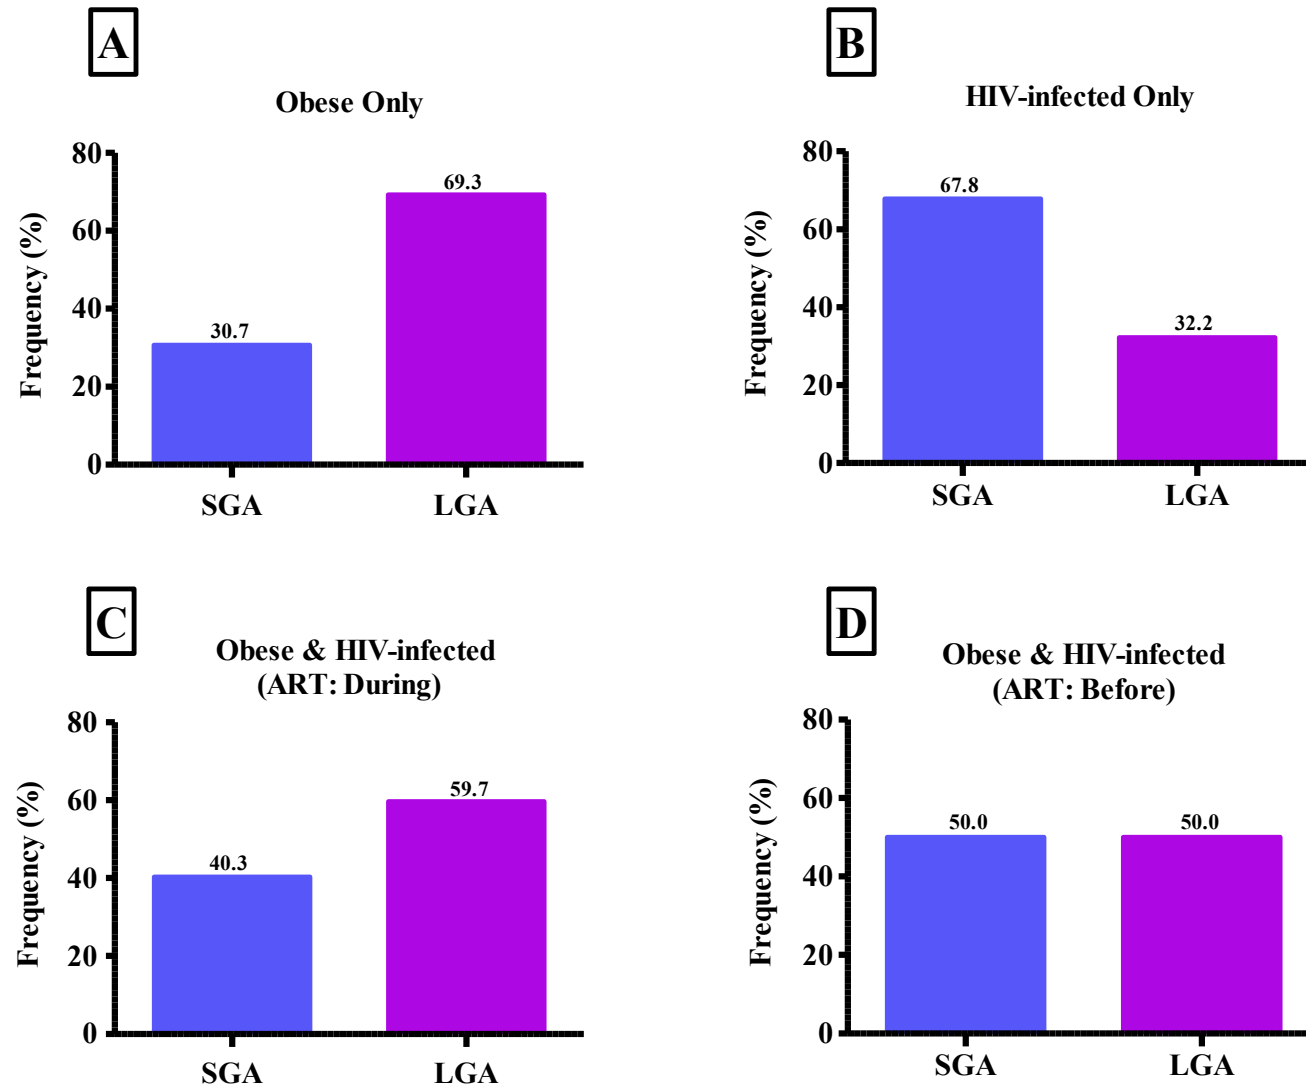 A
Obese Only
Frequency (%)
80
60
40
20
0
30.7
69.3
SGA
LGA
B
HIV-infected Only
Frequency (%)
80
60
40
20
0
67.8
32.2
SGA
LGA
C
Obese & HIV-infected
(ART: During)
Frequency (%)
80
60
40
20
0
40.3
59.7
SGA
LGA
D
Obese & HIV-infected
(ART: Before)
Frequency (%)
80
60
40
20
0
50.0
50.0
SGA
LGA